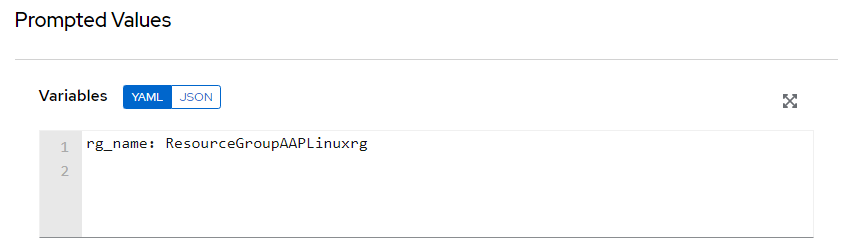 Prompted Values
Variables YAML JSON
1 rg_name: ResourceGroupAAPLinuxrg
2